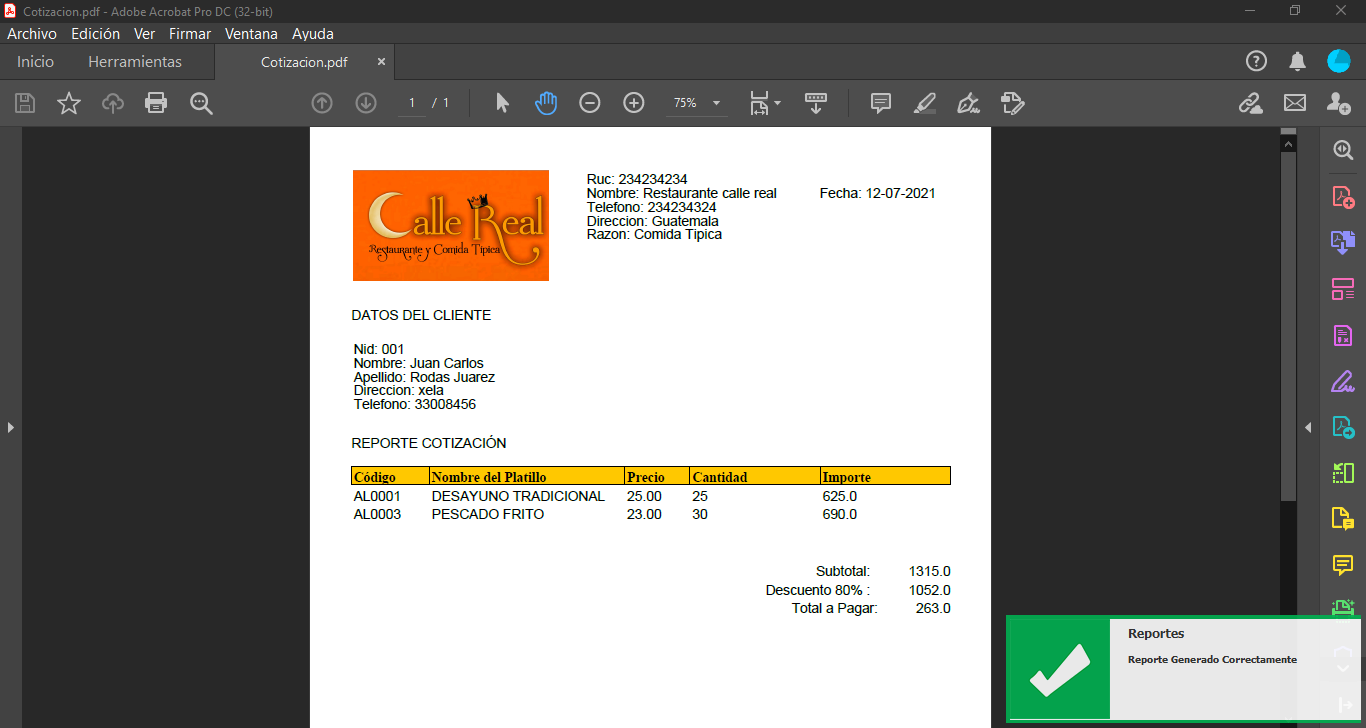 Cotizacion.pdf - Adobe Acrobat Pro DC (32-bit)
Archivo Edición Ver Firmar Ventana Ayuda
Inicio Herramientas Cotizacion.pdf ×
1 / 1 75%
Calle Real
Restaurante y Comida Tipica
Ruc: 234234234
Nombre: Restaurante calle real Fecha: 12-07-2021
Telefono: 234234324
Direccion: Guatemala
Razon: Comida Tipica
DATOS DEL CLIENTE
Nid: 001
Nombre: Juan Carlos
Apellido: Rodas Juarez
Direccion: xela
Telefono: 33008456
REPORTE COTIZACIÓN
Código Nombre del Platillo Precio Cantidad Importe
AL0001 DESAYUNO TRADICIONAL 25.00 25 625.0
AL0003 PESCADO FRITO 23.00 30 690.0
Subtotal: 1315.0
Descuento 80% : 1052.0
Total a Pagar: 263.0
Reportes
Reporte Generado Correctamente